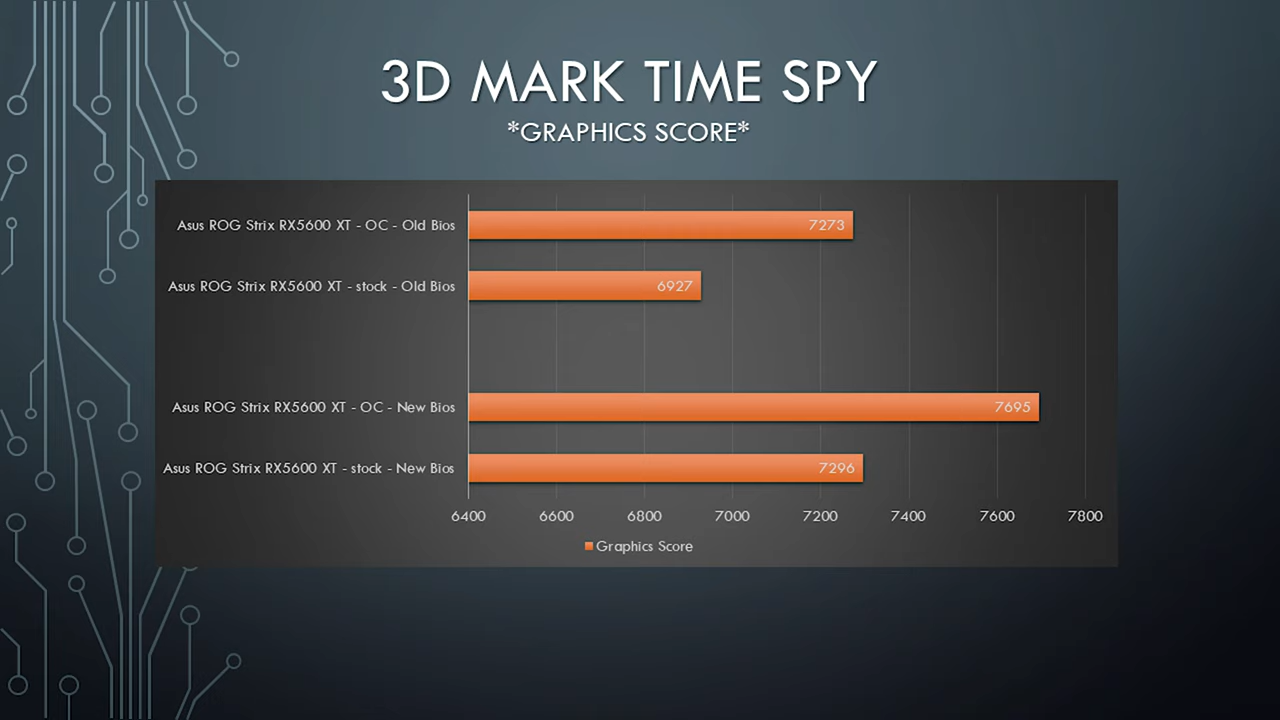 3D MARK TIME SPY
*GRAPHICS SCORE*
Asus ROG Strix RX5600 XT - OC - Old Bios
7273
Asus ROG Strix RX5600 XT - stock - Old Bios
6927
Asus ROG Strix RX5600 XT - OC - New Bios
7695
Asus ROG Strix RX5600 XT - stock - New Bios
7296
6400 6600 6800 7000 7200 7400 7600 7800
Graphics Score